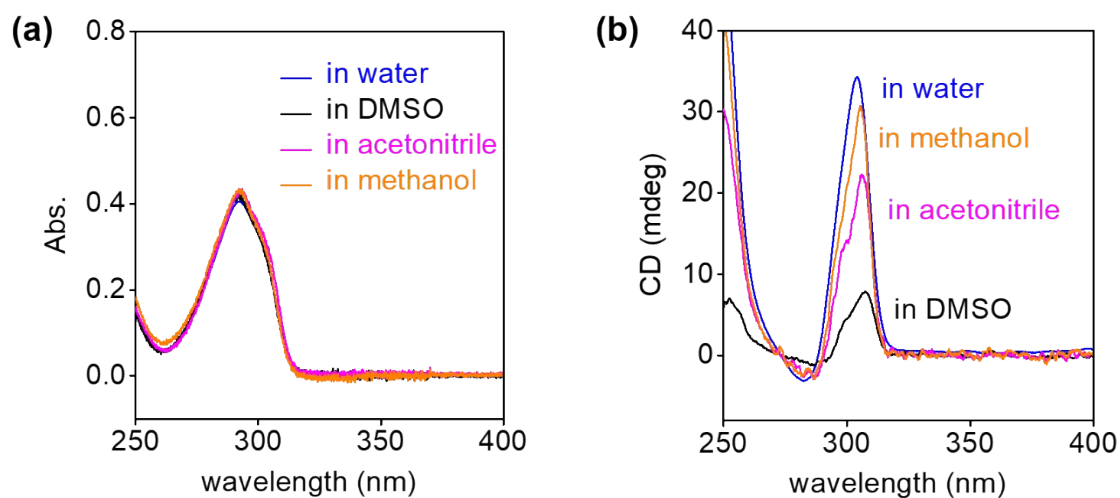 (a)
Abs.
0.8
0.6
0.4
0.2
0.0
in water
in DMSO
in acetonitrile
in methanol
250 300 350 400
wavelength (nm)
(b)
CD (mdeg)
40
30
20
10
0
in water
in methanol
in acetonitrile
in DMSO
250 300 350 400
wavelength (nm)